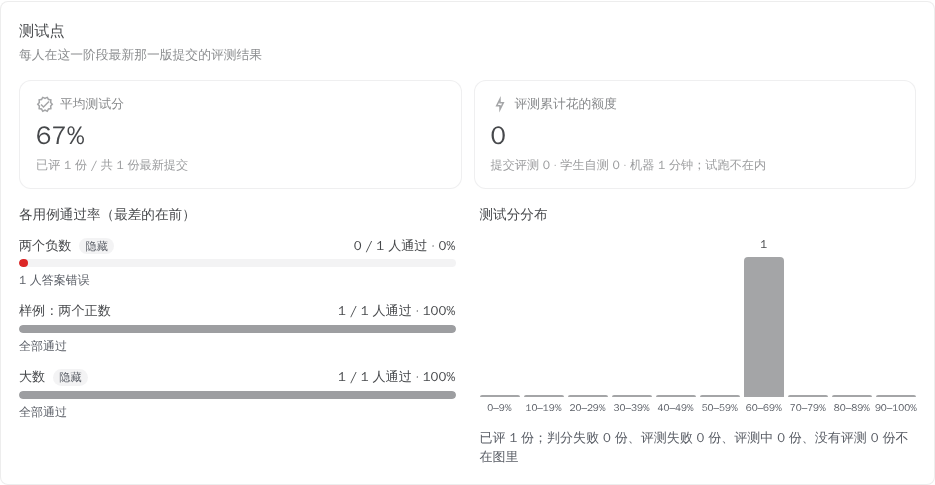 测试点
每人在这一阶段最新那一版提交的评测结果
平均测试分
67%
已评 1 份 / 共 1 份最新提交
评测累计花的额度
0
提交评测 0 · 学生自测 0 · 机器 1 分钟；试跑不在内
各用例通过率（最差的在前）
两个负数 隐藏 0 / 1 人通过 · 0%
1 人答案错误
样例：两个正数 1 / 1 人通过 · 100%
全部通过
大数 隐藏 1 / 1 人通过 · 100%
全部通过
测试分分布
1
0–9% 10–19% 20–29% 30–39% 40–49% 50–59% 60–69% 70–79% 80–89% 90–100%
已评 1 份；判分失败 0 份、评测失败 0 份、评测中 0 份、没有评测 0 份不
在图里